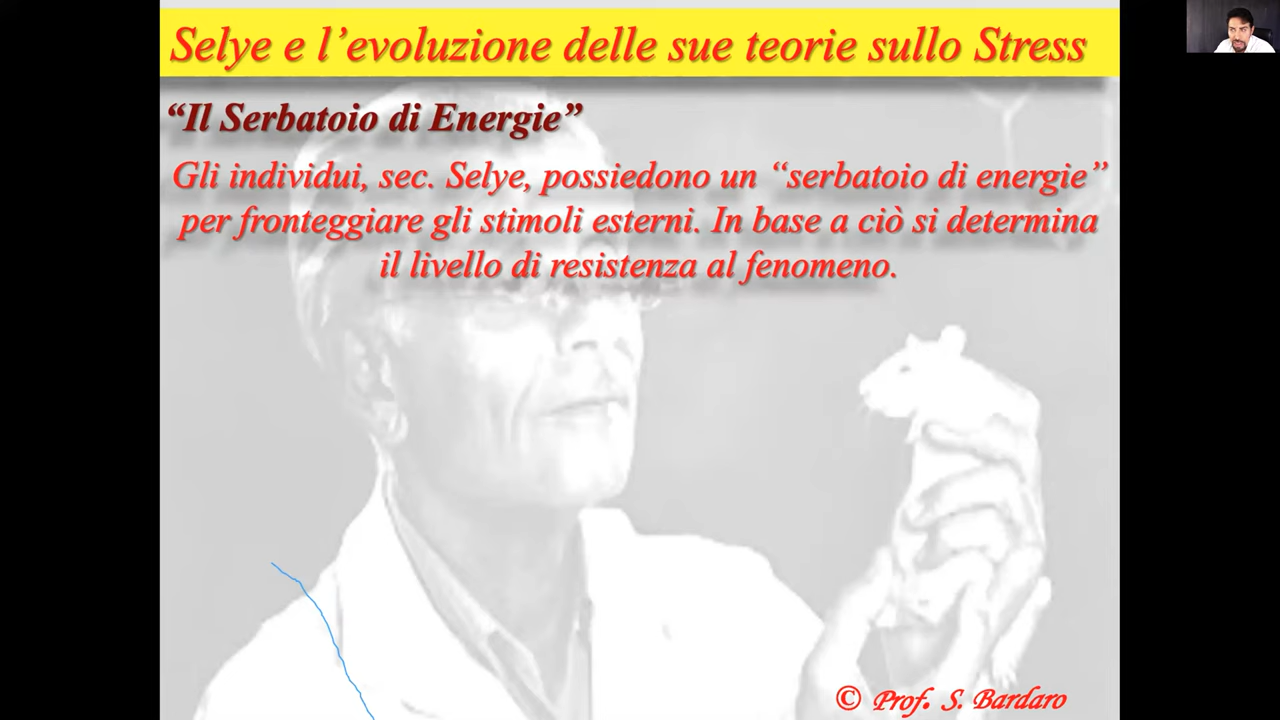 Selye e l’evoluzione delle sue teorie sullo Stress
“Il Serbatoio di Energie”
Gli individui, sec. Selye, possiedono un “serbatoio di energie”
per fronteggiare gli stimoli esterni. In base a ciò si determina
il livello di resistenza al fenomeno.
© Prof. S. Bardaro